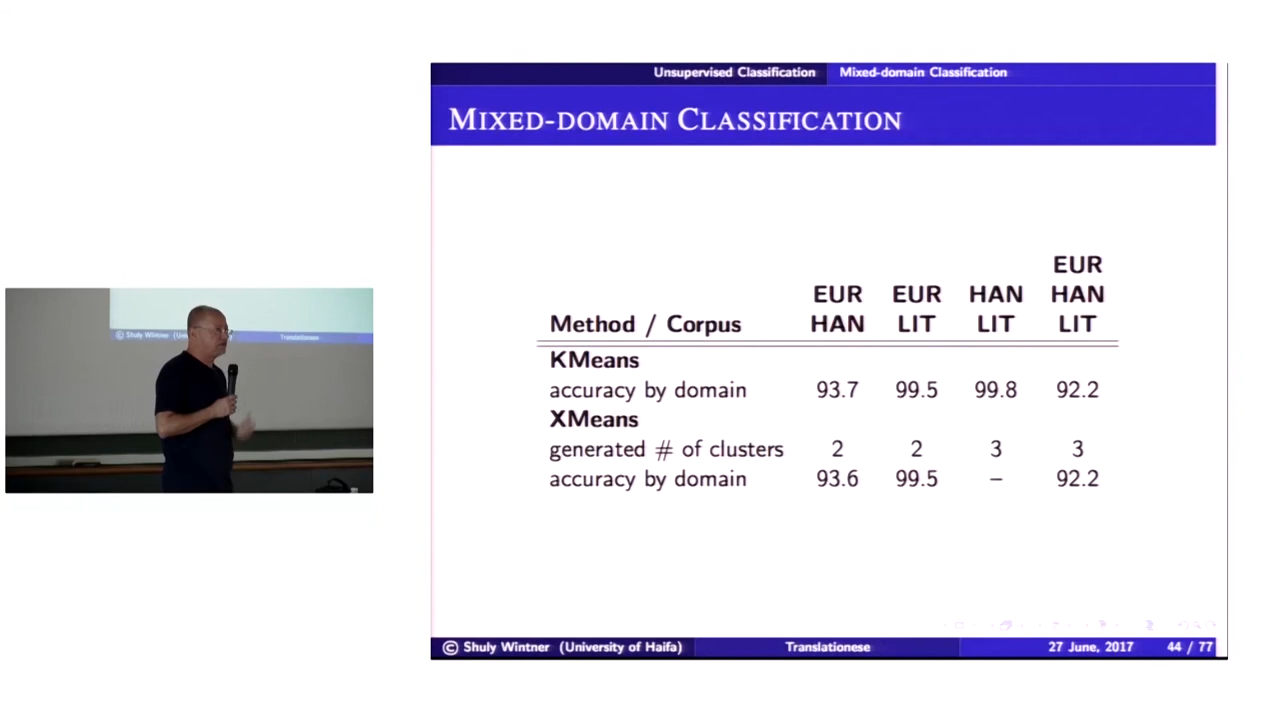 Unsupervised Classification Mixed-domain Classification
MIXED-DOMAIN CLASSIFICATION
EUR
EUR EUR HAN HAN
Method / Corpus HAN LIT LIT LIT
KMeans
accuracy by domain 93.7 99.5 99.8 92.2
XMeans
generated # of clusters 2 2 3 3
accuracy by domain 93.6 99.5 – 92.2
© Shuly Wintner (University of Haifa) Translationese 27 June, 2017 44 / 77
© Shuly Wintner Translationese